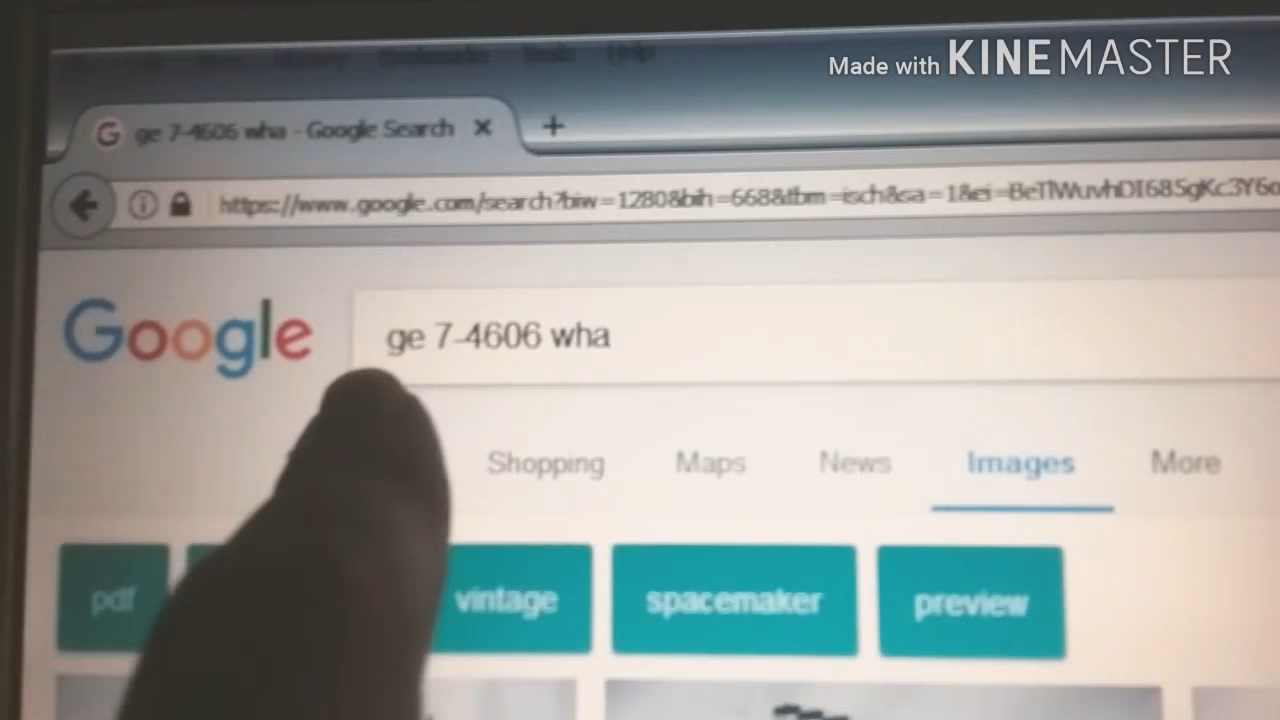 Made with KINEMASTER
ge 7-4606 wha - Google Search
https://www.google.com/search?biw=1280&bih=668&tbm=isch&sa=1&ei=
Google
ge 7-4606 wha
Shopping Maps News Images More
pdf vintage spacemaker preview